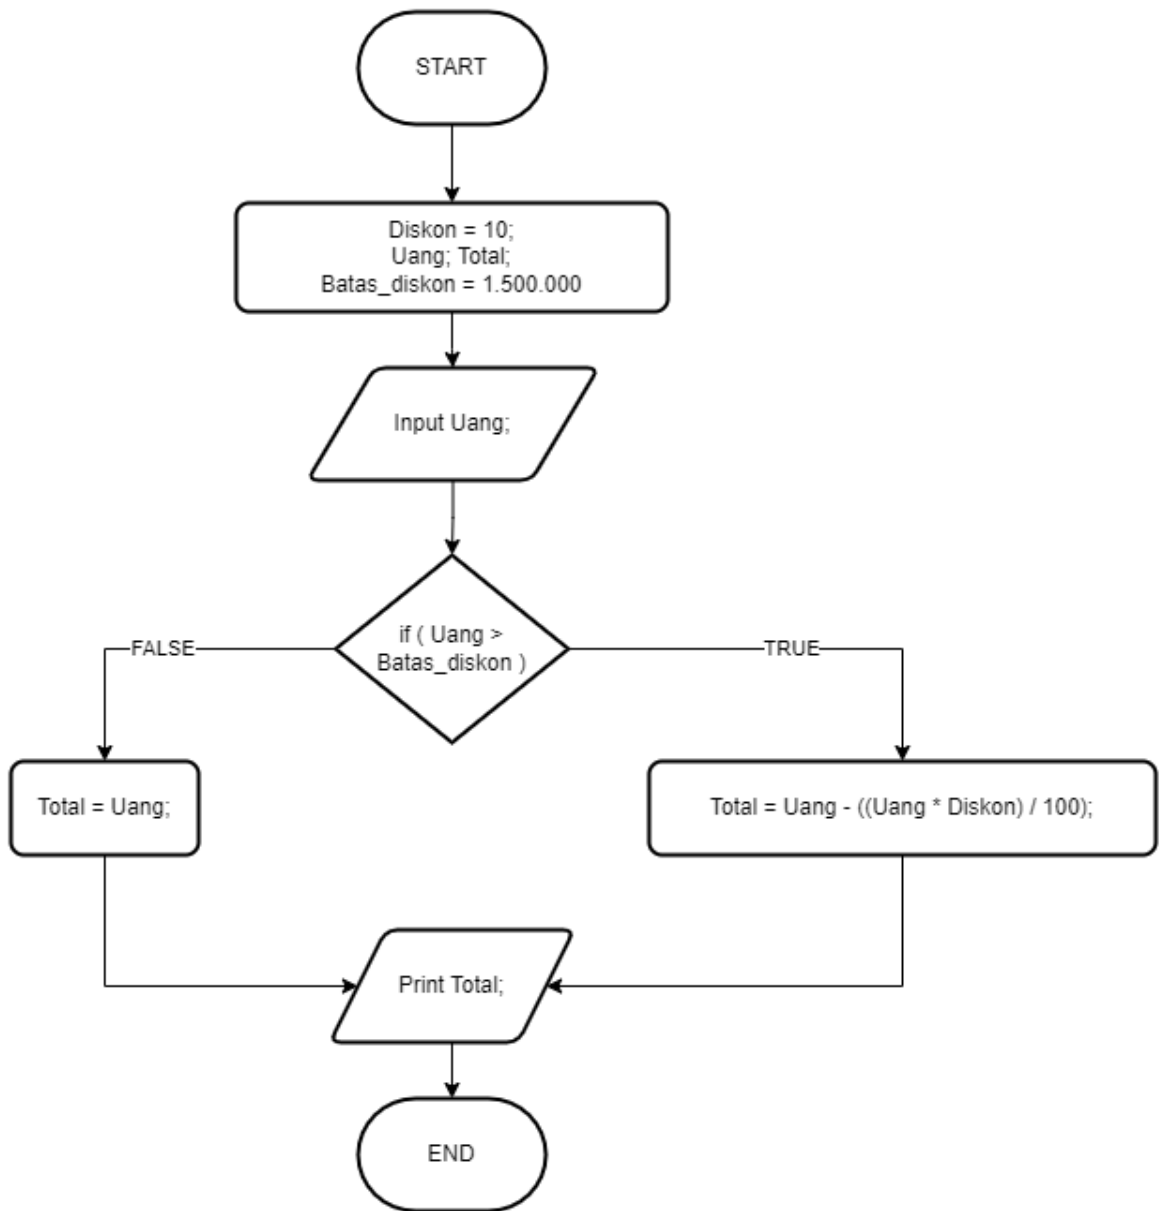 START
Diskon = 10;
Uang; Total;
Batas_diskon = 1.500.000
Input Uang;
if ( Uang >
Batas_diskon )
FALSE
TRUE
Total = Uang;
Total = Uang - ((Uang * Diskon) / 100);
Print Total;
END